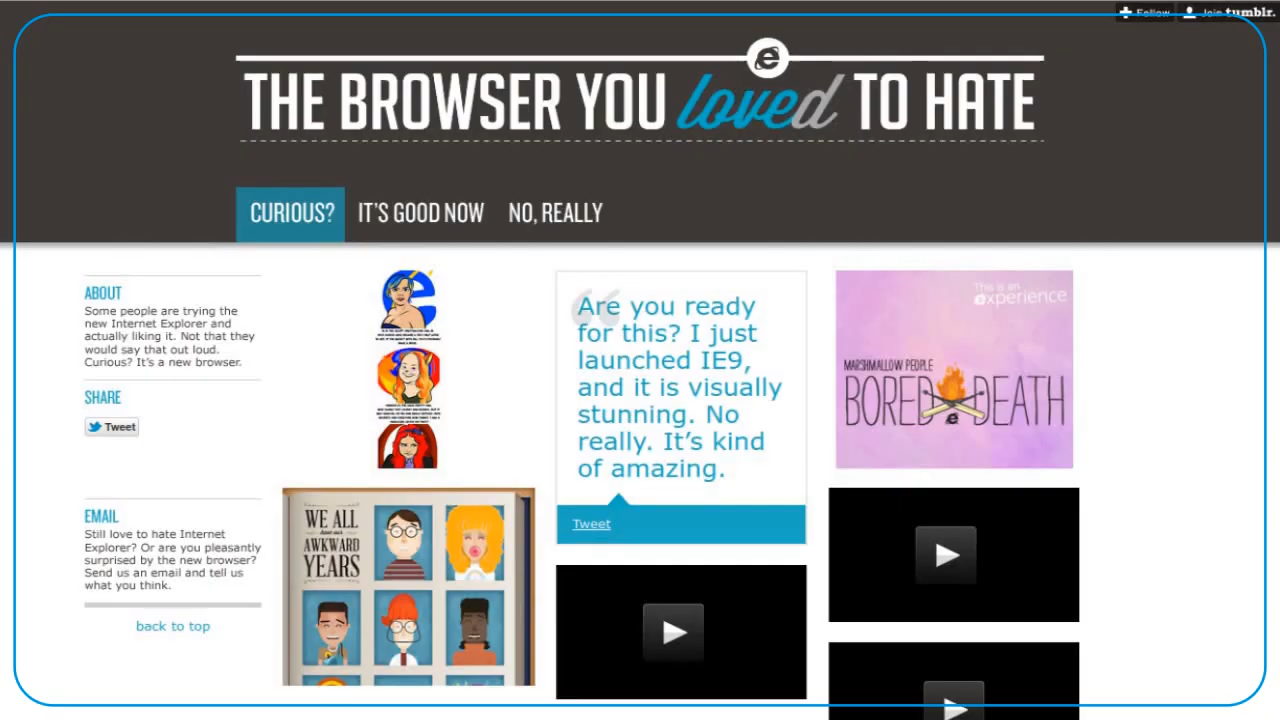 Follow
Join tumblr.
THE BROWSER YOU loved TO HATE
CURIOUS?
IT'S GOOD NOW
NO, REALLY
ABOUT
Some people are trying the
new Internet Explorer and
actually liking it. Not that they
would say that out loud.
Curious? It's a new browser.
SHARE
Tweet
EMAIL
Still love to hate Internet
Explorer? Or are you pleasantly
surprised by the new browser?
Send us an email and tell us
what you think.
back to top
WE ALL
AWKWARD
YEARS
Are you ready
for this? I just
launched IE9,
and it is visually
stunning. No
really. It's kind
of amazing.
Tweet
This is an
experience
MARSHMALLOW PEOPLE
BORED DEATH